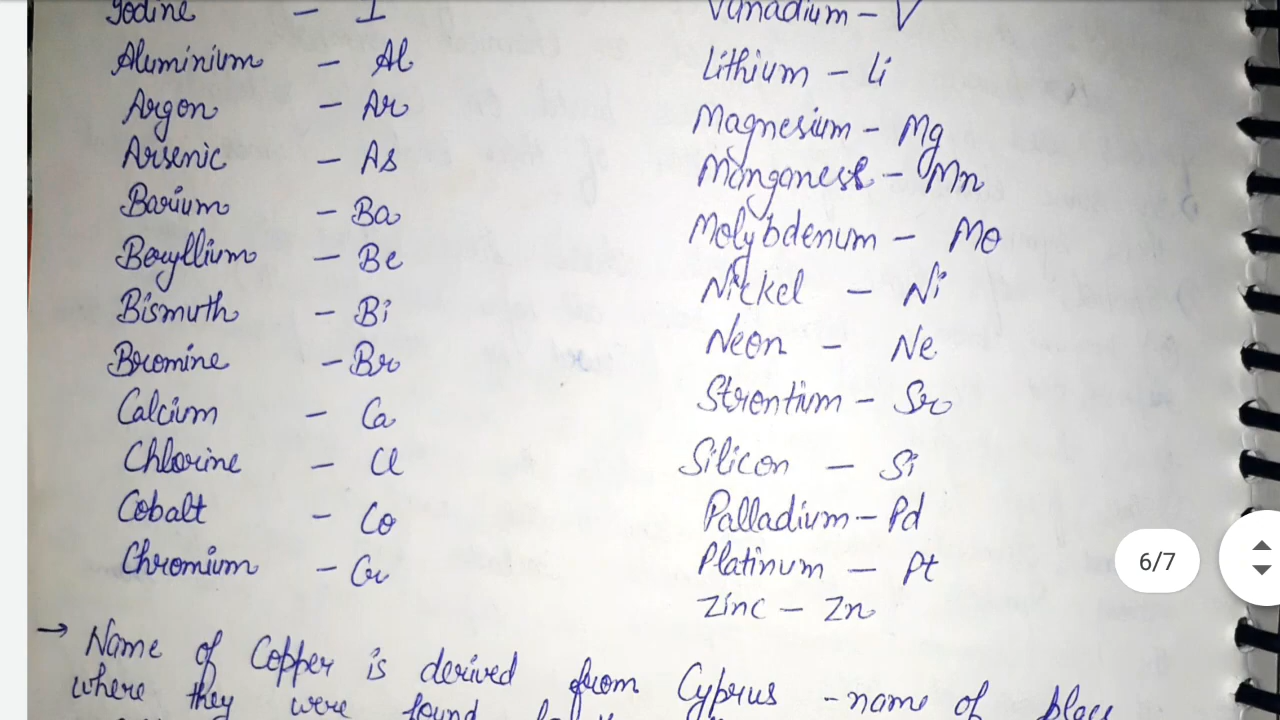 Iodine - I
Aluminium - Al
Argon - Ar
Arsenic - As
Barium - Ba
Beryllium - Be
Bismuth - Bi
Bromine - Br
Calcium - Ca
Chlorine - Cl
Cobalt - Co
Chromium - Cr
Vanadium - V
Lithium - Li
Magnesium - Mg
Manganese - Mn
Molybdenum - Mo
Nickel - Ni
Neon - Ne
Strontium - Sr
Silicon - Si
Palladium - Pd
Platinum - Pt
Zinc - Zn
6/7
→ Name of Copper is derived from Cyprus - name of place
where they were found